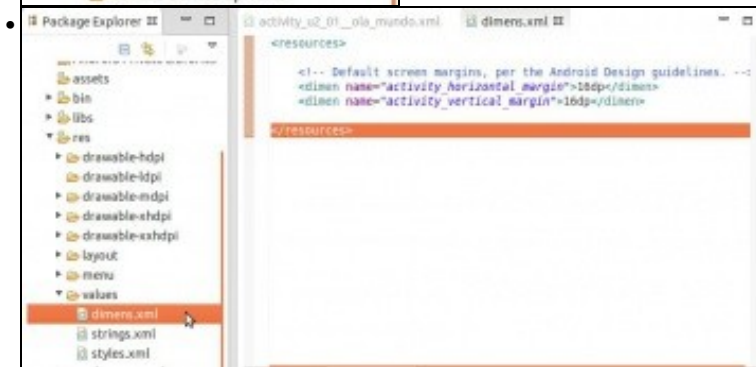 Package Explorer
activity_u2_01__ola_mundo.xml
dimens.xml
assets
bin
libs
res
drawable-hdpi
drawable-ldpi
drawable-mdpi
drawable-xhdpi
drawable-xxhdpi
layout
menu
values
dimens.xml
strings.xml
styles.xml
<resources>
<!-- Default screen margins, per the Android Design guidelines. -->
<dimen name="activity_horizontal_margin">16dp</dimen>
<dimen name="activity_vertical_margin">16dp</dimen>
</resources>